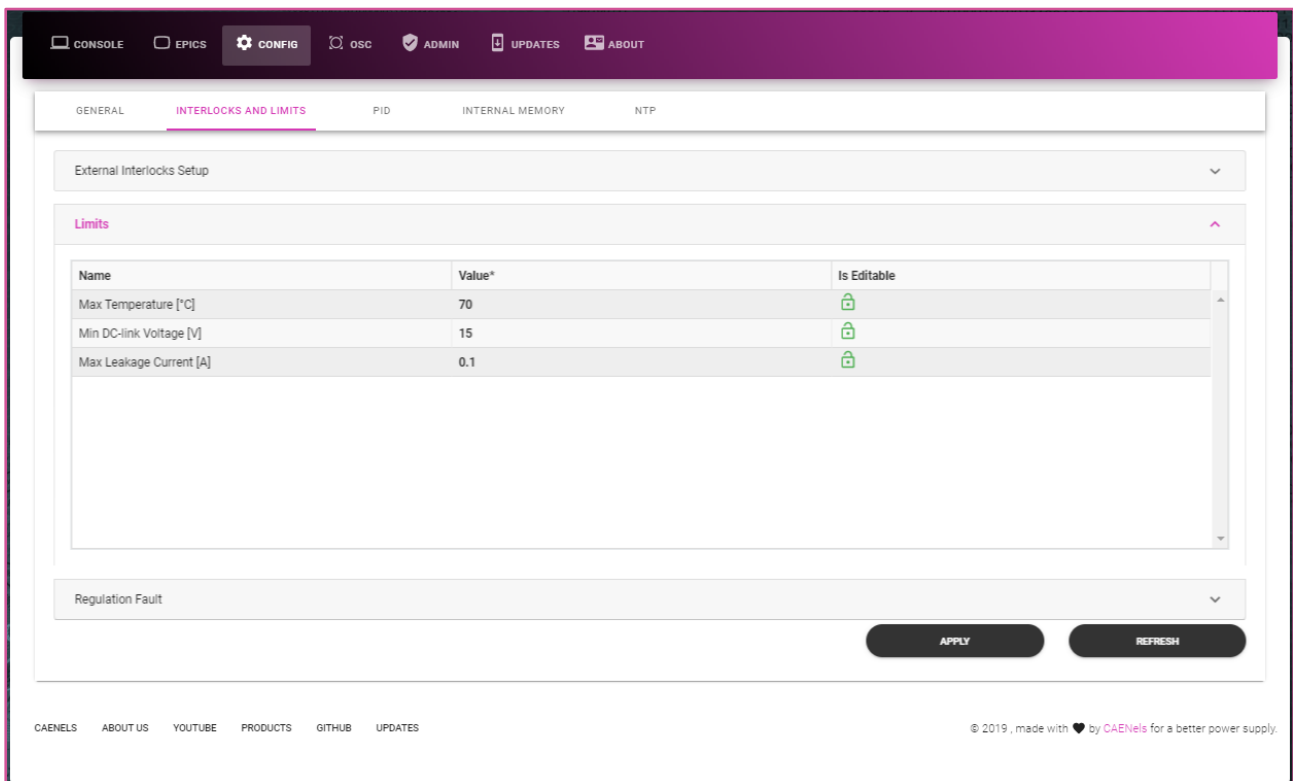 CONSOLE EPICS CONFIG OSC ADMIN UPDATES ABOUT
GENERAL INTERLOCKS AND LIMITS PID INTERNAL MEMORY NTP
External Interlocks Setup
Limits
Name Value* Is Editable
Max Temperature [°C] 70
Min DC-link Voltage [V] 15
Max Leakage Current [A] 0.1
Regulation Fault
APPLY REFRESH
CAENELS ABOUT US YOUTUBE PRODUCTS GITHUB UPDATES © 2019 , made with ♥ by CAENels for a better power supply.